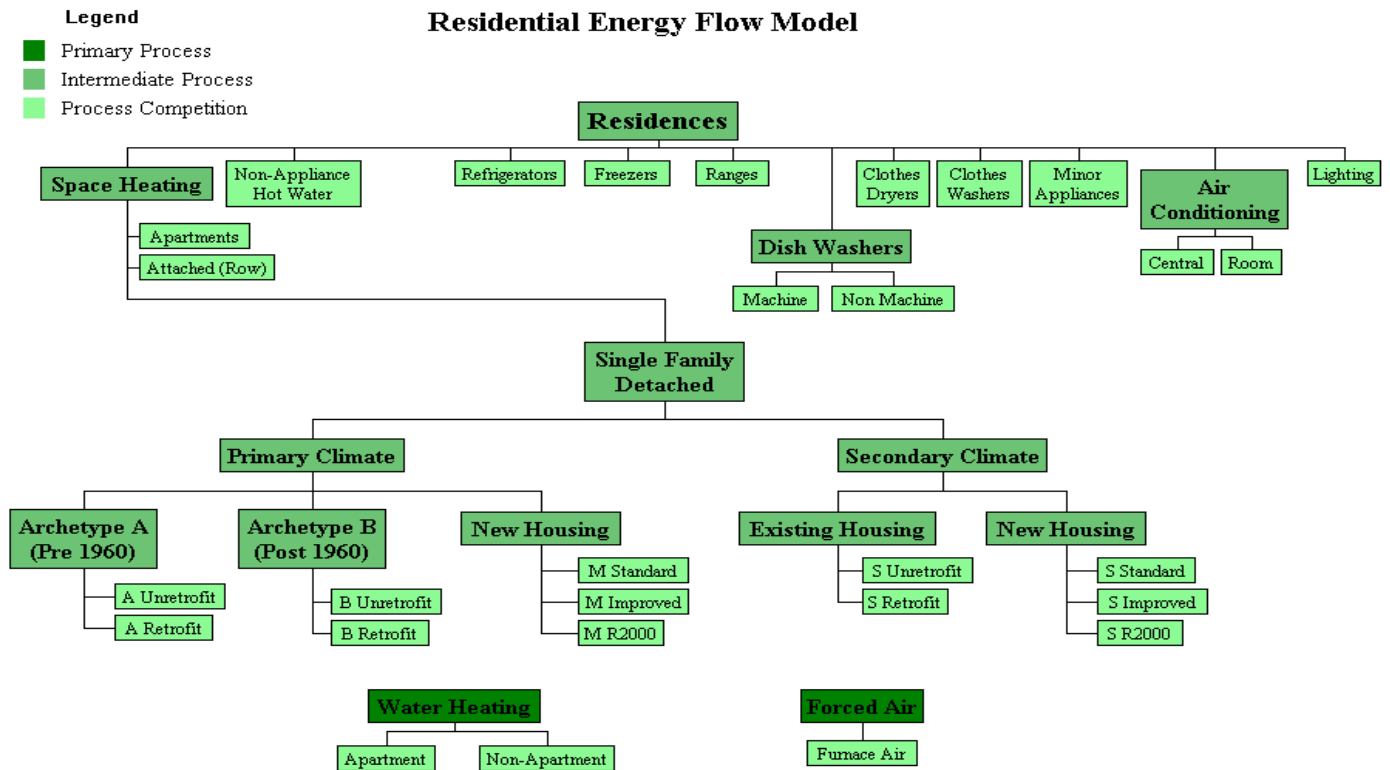 Legend
Residential Energy Flow Model
Primary Process
Intermediate Process
Process Competition
Residences
Space Heating
Non-Appliance
Hot Water
Refrigerators
Freezers
Ranges
Clothes
Dryers
Clothes
Washers
Minor
Appliances
Air
Conditioning
Lighting
Apartments
Attached (Row)
Dish Washers
Central
Room
Machine
Non Machine
Single Family
Detached
Primary Climate
Secondary Climate
Archetype A
(Pre 1960)
Archetype B
(Post 1960)
New Housing
Existing Housing
New Housing
A Unretrofit
A Retrofit
B Unretrofit
B Retrofit
M Standard
M Improved
M R2000
S Unretrofit
S Retrofit
S Standard
S Improved
S R2000
Water Heating
Forced Air
Apartment
Non-Apartment
Furnace Air